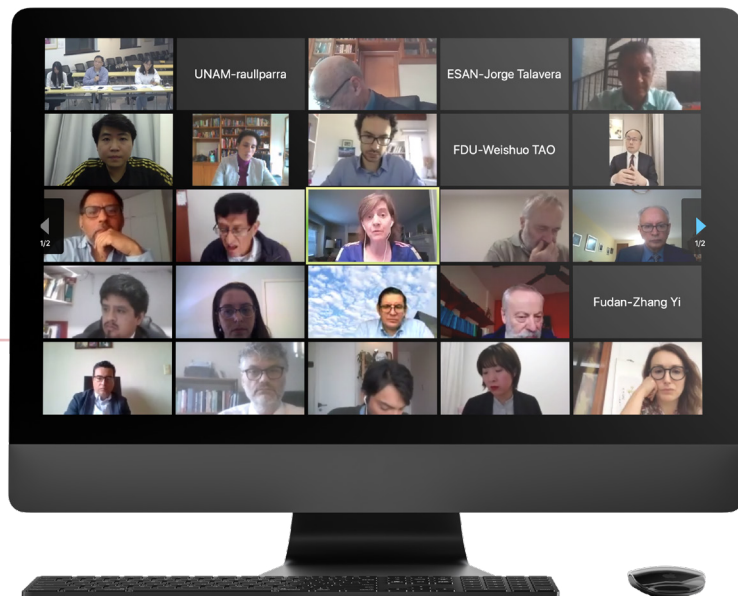 UNAM-raullparra
ESAN-Jorge Talavera
FDU-Weishuo TAO
1/2
1/2
Fudan-Zhang Yi